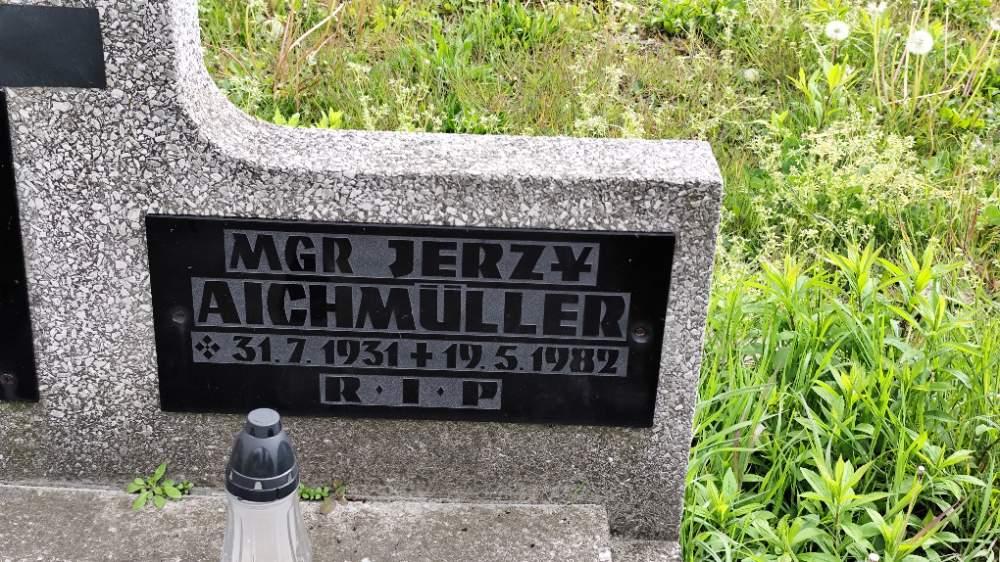 MGR JERZY
AICHMÜLLER
31.7.1931 + 19.5.1982
R·I·P